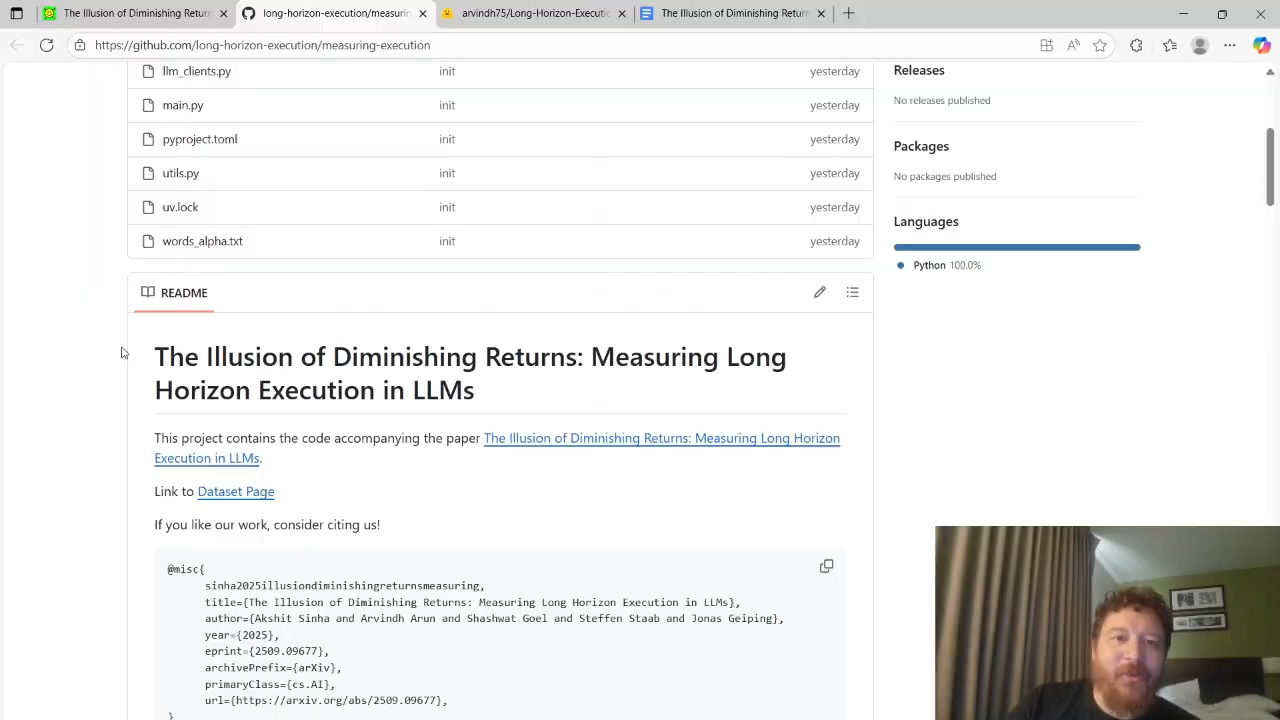 The Illusion of Diminishing Return
long-horizon-execution/measurin
arvindh75/Long-Horizon-Executio
The Illusion of Diminishing Return
https://github.com/long-horizon-execution/measuring-execution
llm_clients.py init yesterday
main.py init yesterday
pyproject.toml init yesterday
utils.py init yesterday
uv.lock init yesterday
words_alpha.txt init yesterday
Releases
No releases published
Packages
No packages published
Languages
Python 100.0%
README
The Illusion of Diminishing Returns: Measuring Long
Horizon Execution in LLMs
This project contains the code accompanying the paper The Illusion of Diminishing Returns: Measuring Long Horizon
Execution in LLMs.
Link to Dataset Page
If you like our work, consider citing us!
@misc{
sinha2025illusiondiminishingreturnsmeasuring,
title={The Illusion of Diminishing Returns: Measuring Long Horizon Execution in LLMs},
author={Akshit Sinha and Arvindh Arun and Shashwat Goel and Steffen Staab and Jonas Geiping},
year={2025},
eprint={2509.09677},
archivePrefix={arXiv},
primaryClass={cs.AI},
url={https://arxiv.org/abs/2509.09677},
}